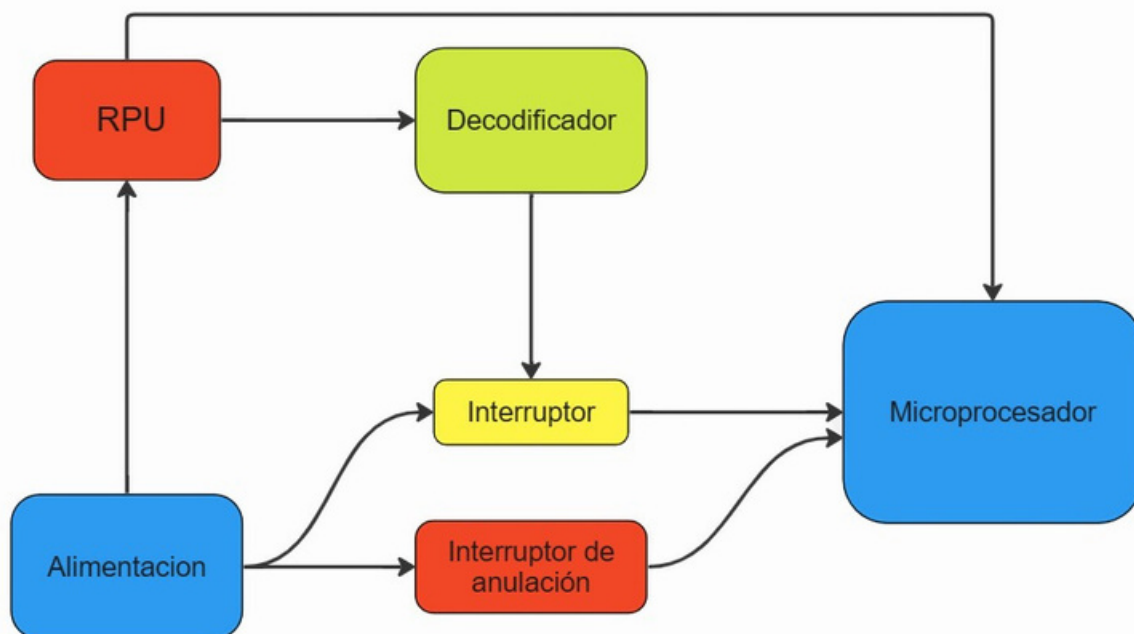 RPU
Decodificador
Interruptor
Microprocesador
Alimentacion
Interruptor de
anulación